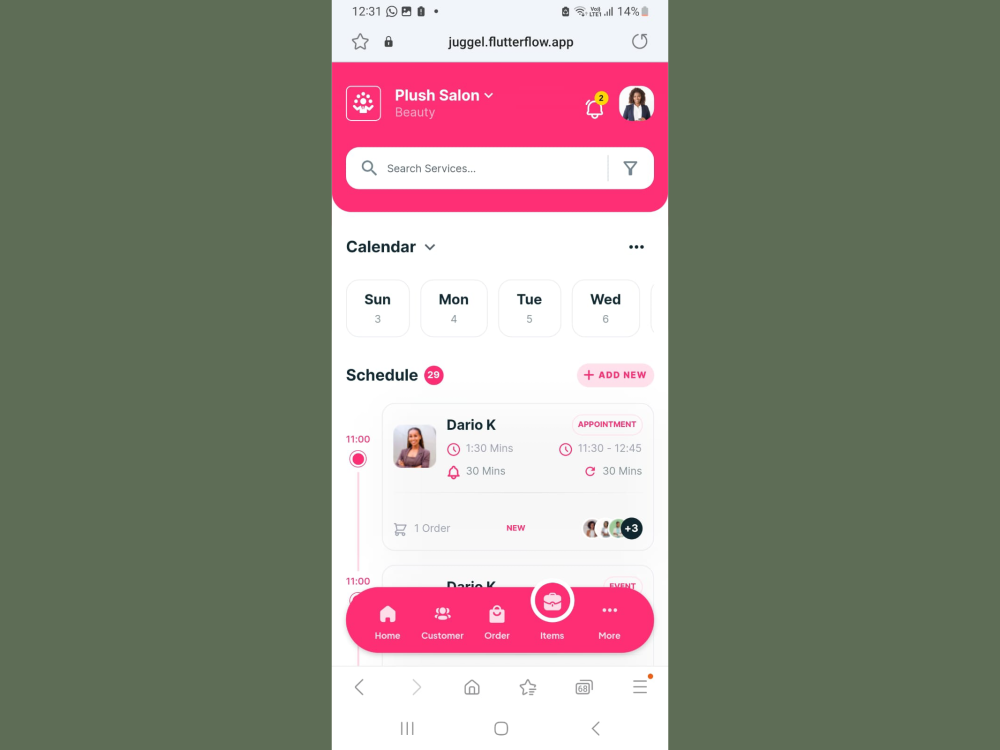 12:31 14%
juggel.flutterflow.app
Plush Salon
2
Beauty
Search Services...
Calendar
Sun Mon Tue Wed
3 4 5 6
Schedule 29 + ADD NEW
Dario K APPOINTMENT
11:00 1:30 Mins 11:30 - 12:45
30 Mins 30 Mins
1 Order NEW +3
11:00 Dario K EVENT
Home Customer Order Items More
68